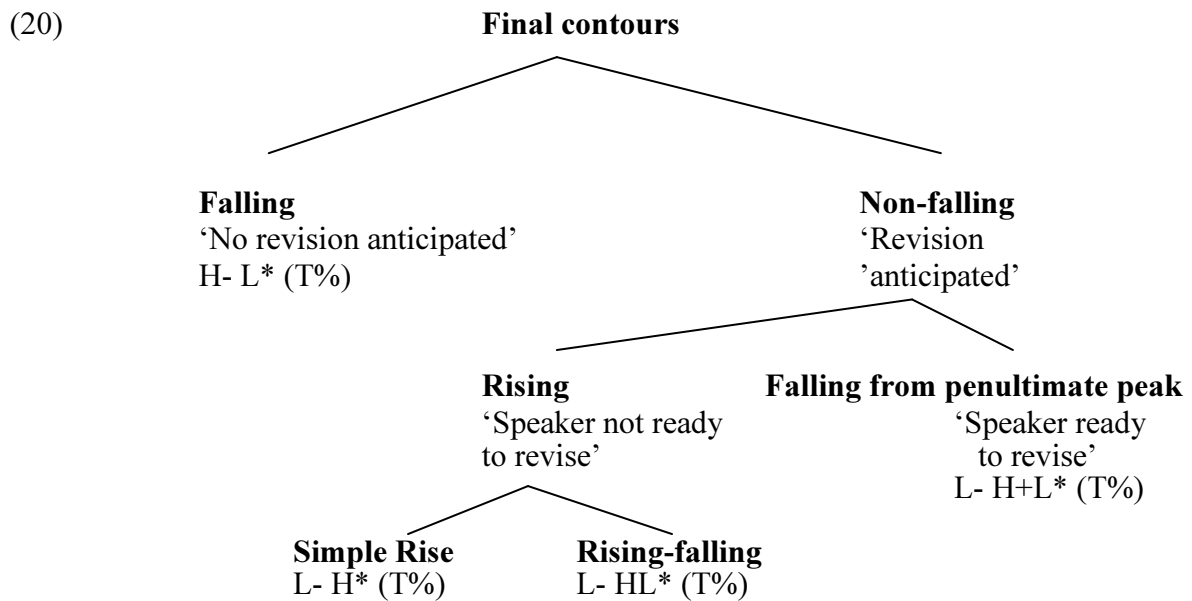 (20) Final contours
Falling
‘No revision anticipated’
H- L* (T%)
Non-falling
‘Revision
’anticipated’
Rising
‘Speaker not ready
to revise’
Falling from penultimate peak
‘Speaker ready
to revise’
L- H+L* (T%)
Simple Rise
L- H* (T%)
Rising-falling
L- HL* (T%)